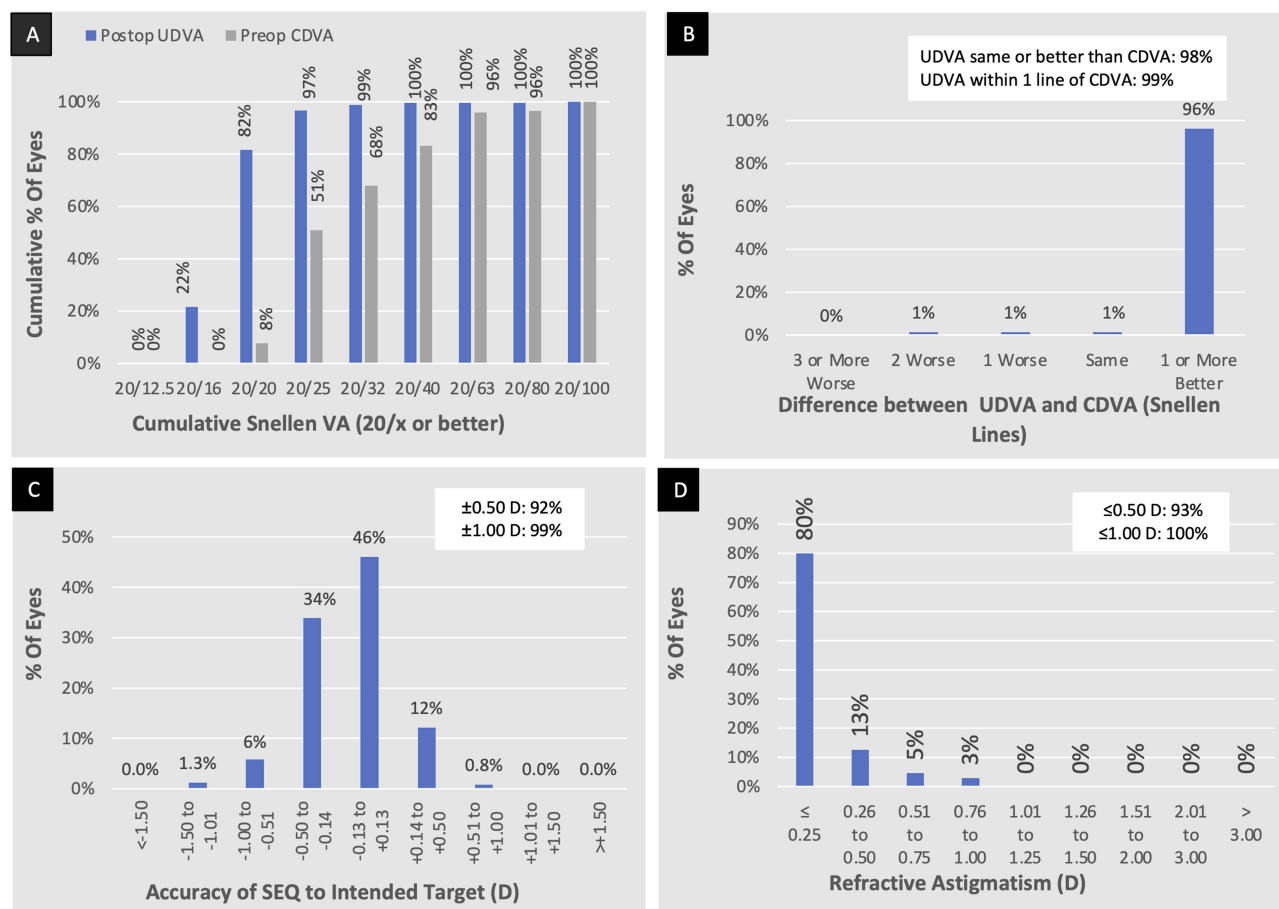 A
Postop UDVA Preop CDVA
Cumulative % Of Eyes
100%
80%
60%
40%
20%
0%
0% 0%
22% 0%
82% 8%
97% 51%
99% 68%
100% 83%
100% 96%
100% 96%
100% 100%
20/12.5 20/16 20/20 20/25 20/32 20/40 20/63 20/80 20/100
Cumulative Snellen VA (20/x or better)
B
UDVA same or better than CDVA: 98%
UDVA within 1 line of CDVA: 99%
% Of Eyes
100%
80%
60%
40%
20%
0%
0% 1% 1% 1% 96%
3 or More 2 Worse 1 Worse Same 1 or More
Worse Better
Difference between UDVA and CDVA (Snellen
Lines)
C
±0.50 D: 92%
±1.00 D: 99%
% Of Eyes
50%
40%
30%
20%
10%
0%
0.0% 1.3% 6% 34% 46% 12% 0.8% 0.0% 0.0%
<-1.50
-1.50 to
-1.01
-1.00 to
-0.51
-0.50 to
-0.14
-0.13 to
+0.13
+0.14 to
+0.50
+0.51 to
+1.00
+1.01 to
+1.50
>+1.50
Accuracy of SEQ to Intended Target (D)
D
≤0.50 D: 93%
≤1.00 D: 100%
% Of Eyes
90%
80%
70%
60%
50%
40%
30%
20%
10%
0%
80% 13% 5% 3% 0% 0% 0% 0% 0%
≤ 0.26 0.51 0.76 1.01 1.26 1.51 2.01 >
0.25 to to to to to to to 3.00
0.50 0.75 1.00 1.25 1.50 2.00 3.00
Refractive Astigmatism (D)